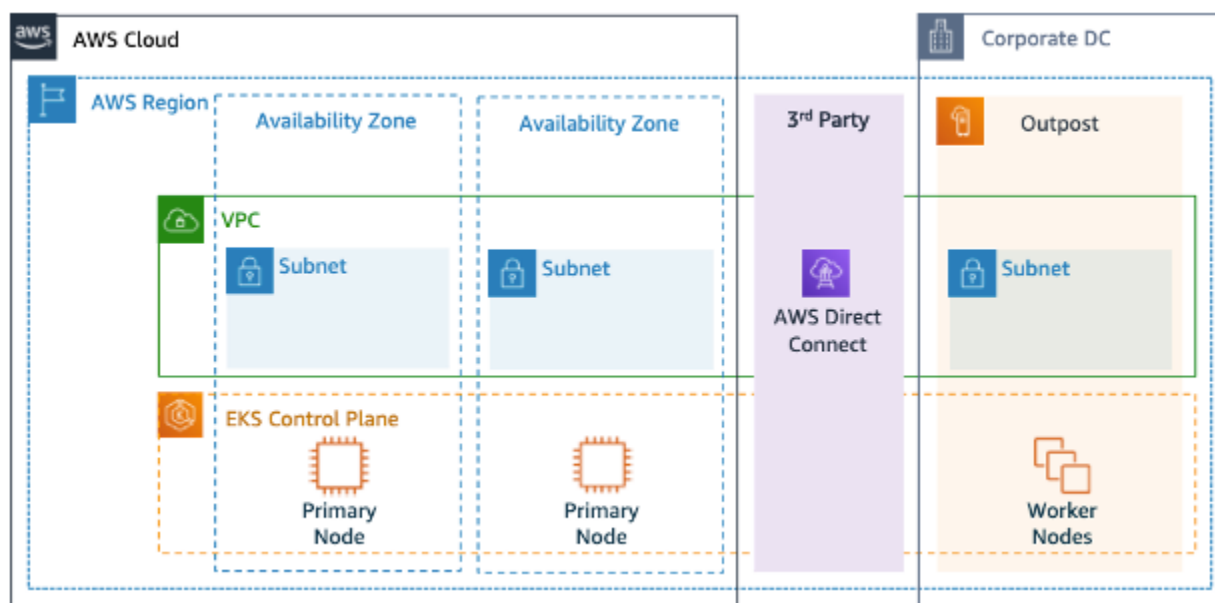 aws
AWS Cloud
Corporate DC
AWS Region
Availability Zone
Availability Zone
3rd Party
Outpost
VPC
Subnet
Subnet
Subnet
AWS Direct
Connect
EKS Control Plane
Primary
Node
Primary
Node
Worker
Nodes